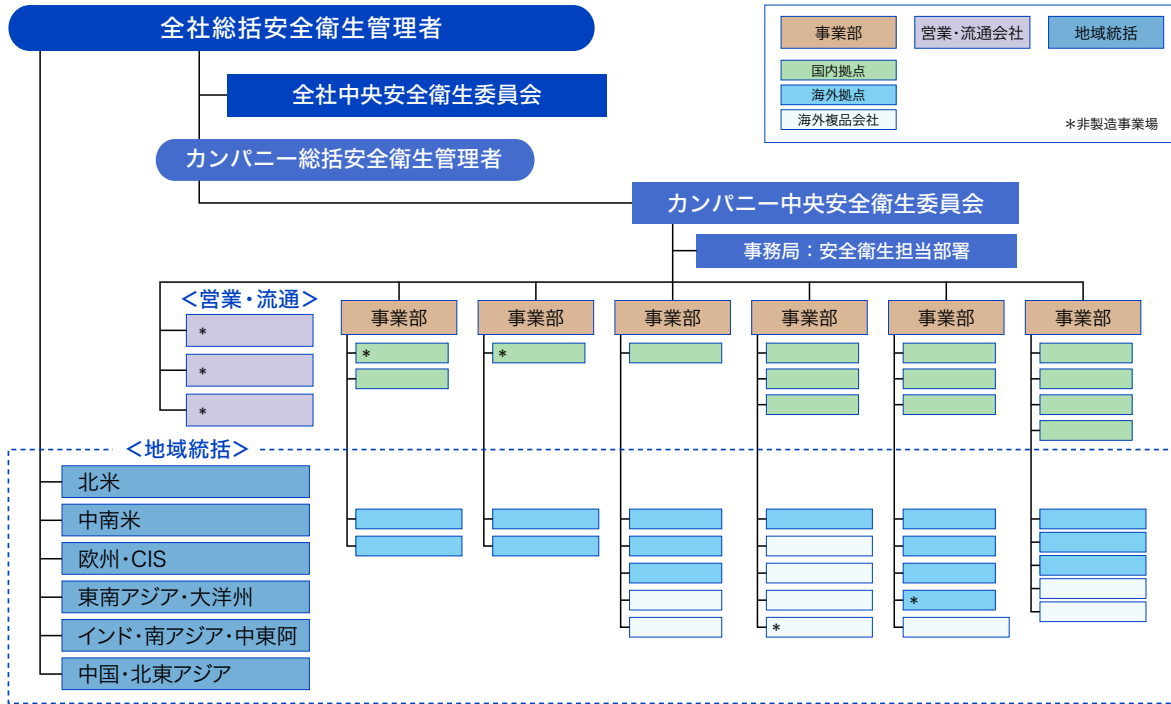 全社総括安全衛生管理者
事業部
営業・流通会社
地域統括
国内拠点
海外拠点
海外複品会社
*非製造事業場
全社中央安全衛生委員会
カンパニー総括安全衛生管理者
カンパニー中央安全衛生委員会
事務局：安全衛生担当部署
＜営業・流通＞
*
*
*
事業部
事業部
事業部
事業部
事業部
事業部
*
*
＜地域統括＞
北米
中南米
欧州・CIS
東南アジア・大洋州
インド・南アジア・中東阿
中国・北東アジア
*
*